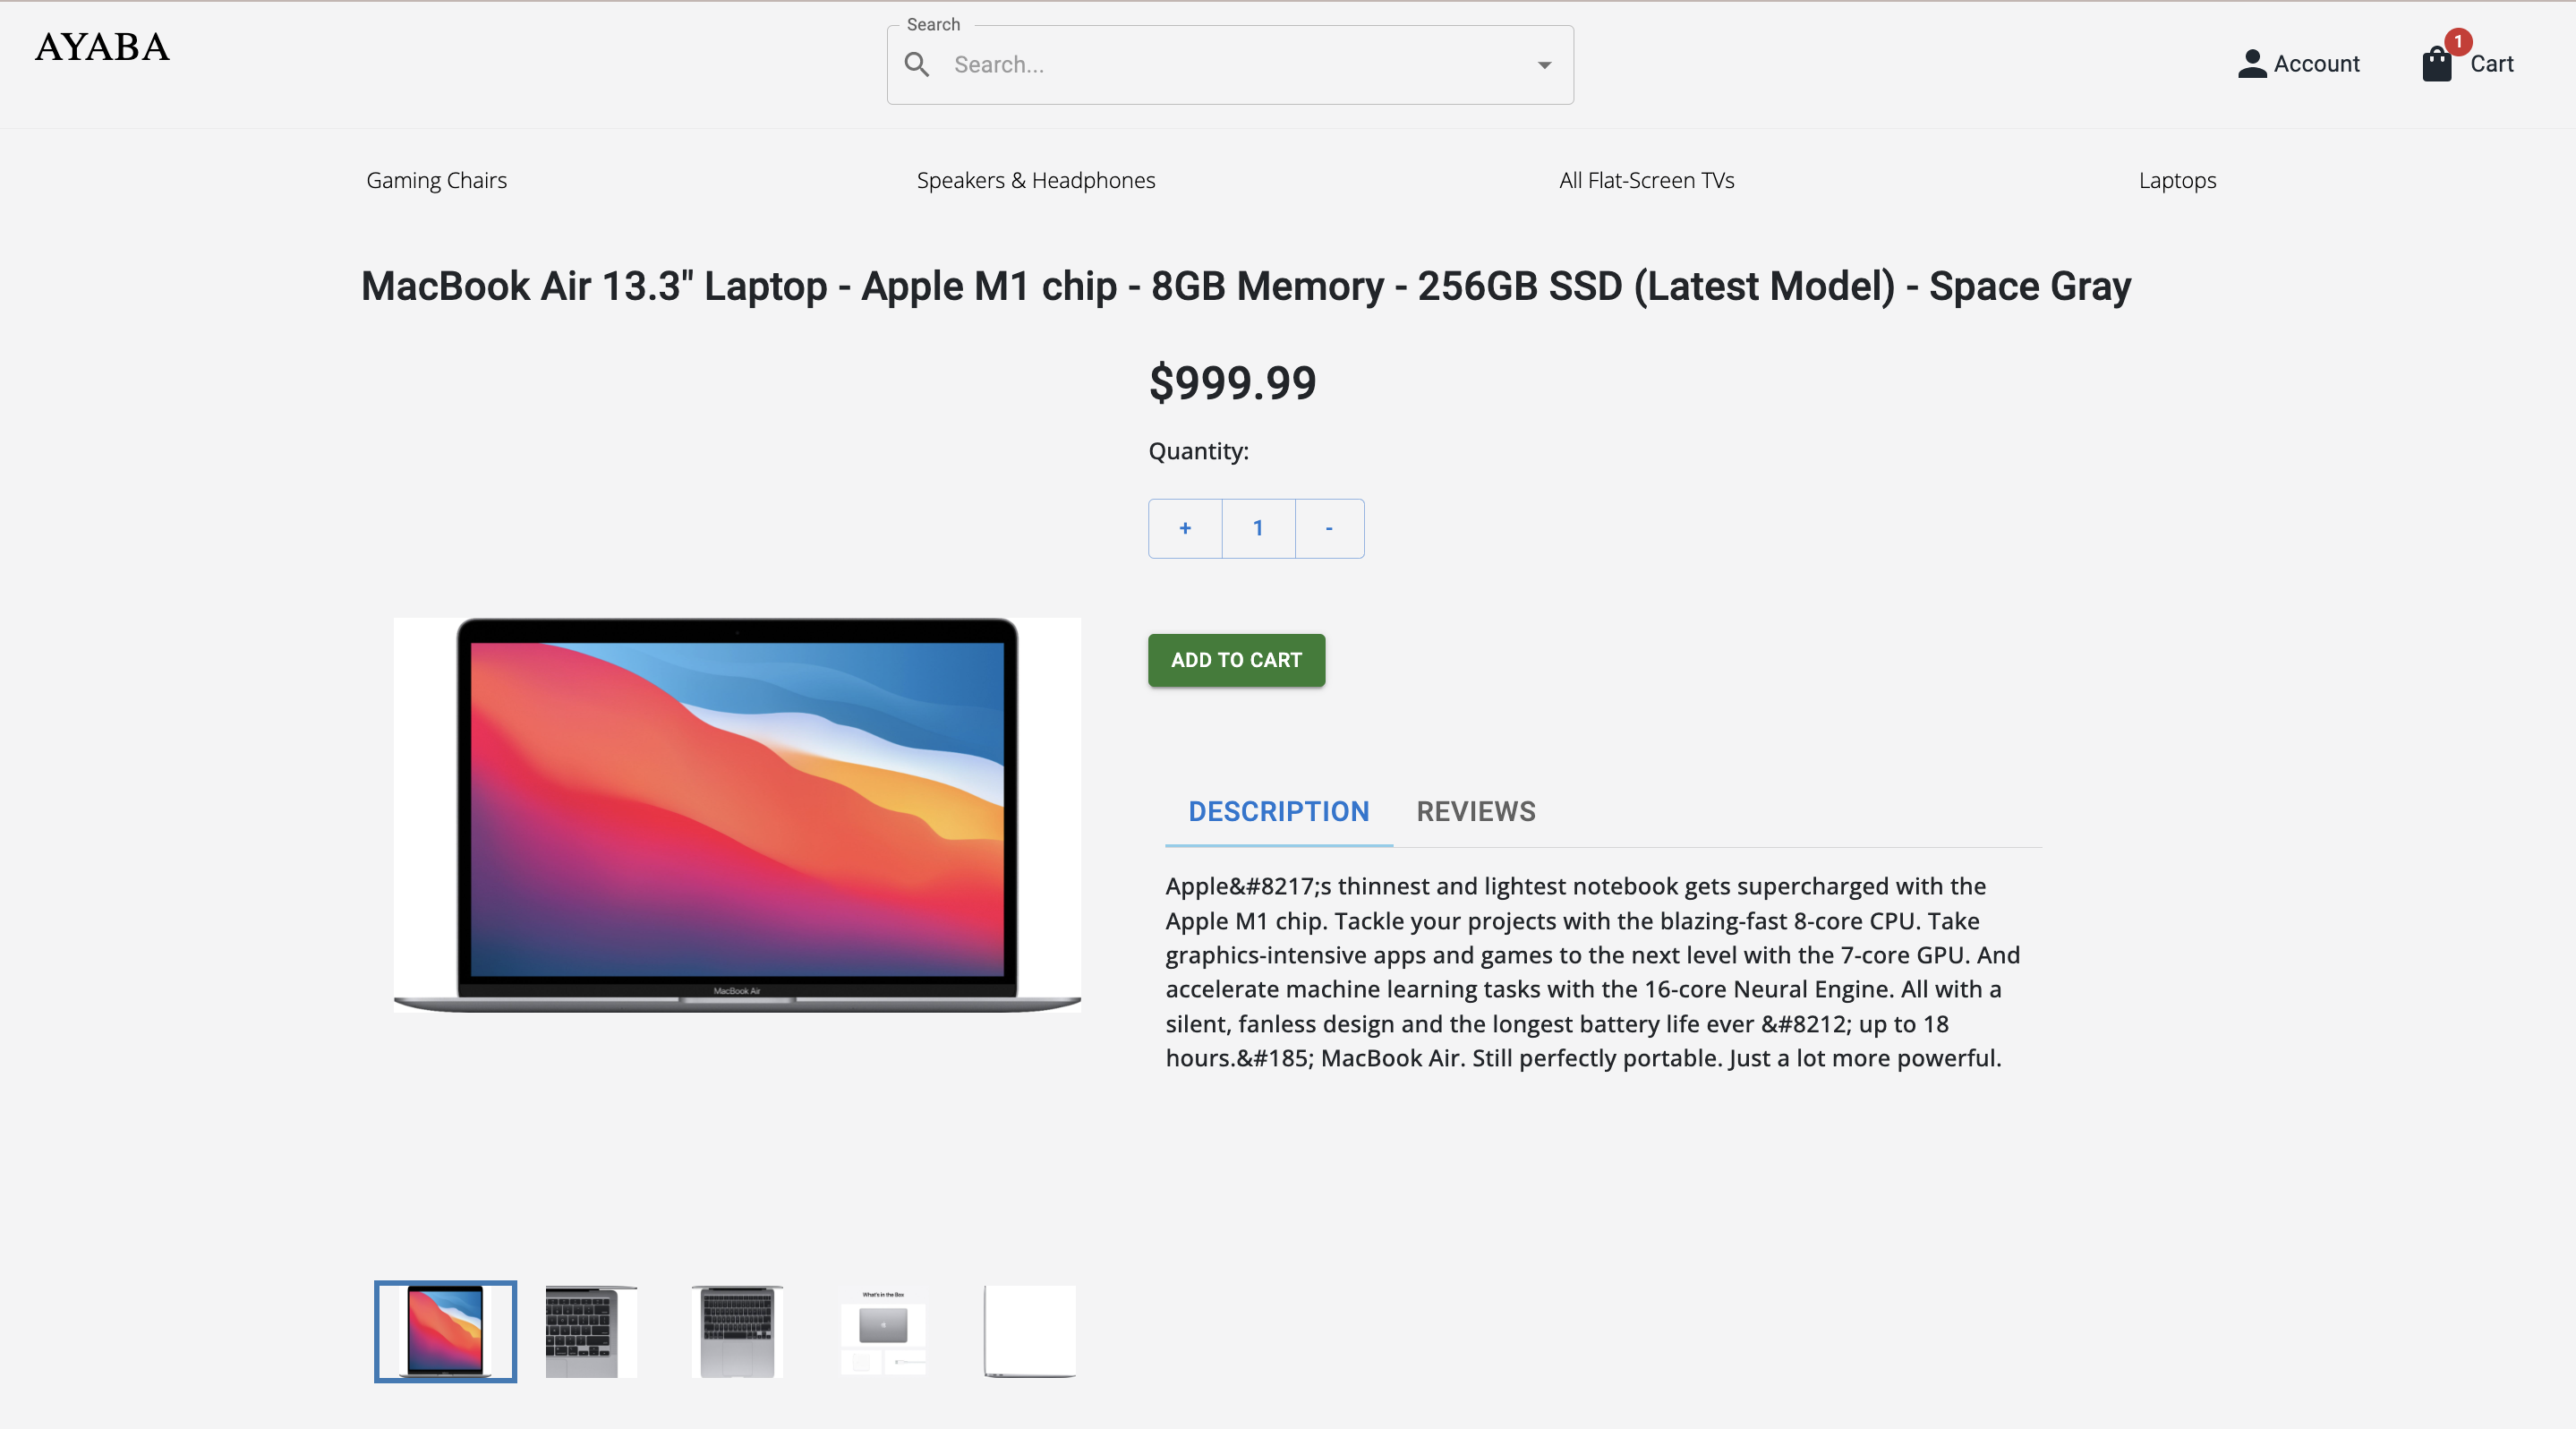 AYABA
Search
Search...
Account
1
Cart
Gaming Chairs
Speakers & Headphones
All Flat-Screen TVs
Laptops
MacBook Air 13.3" Laptop - Apple M1 chip - 8GB Memory - 256GB SSD (Latest Model) - Space Gray
$999.99
Quantity:
+ 1 -
ADD TO CART
MacBook Air
DESCRIPTION REVIEWS
Apple&#8217;s thinnest and lightest notebook gets supercharged with the
Apple M1 chip. Tackle your projects with the blazing-fast 8-core CPU. Take
graphics-intensive apps and games to the next level with the 7-core GPU. And
accelerate machine learning tasks with the 16-core Neural Engine. All with a
silent, fanless design and the longest battery life ever &#8212; up to 18
hours.&#185; MacBook Air. Still perfectly portable. Just a lot more powerful.
What's in the Box